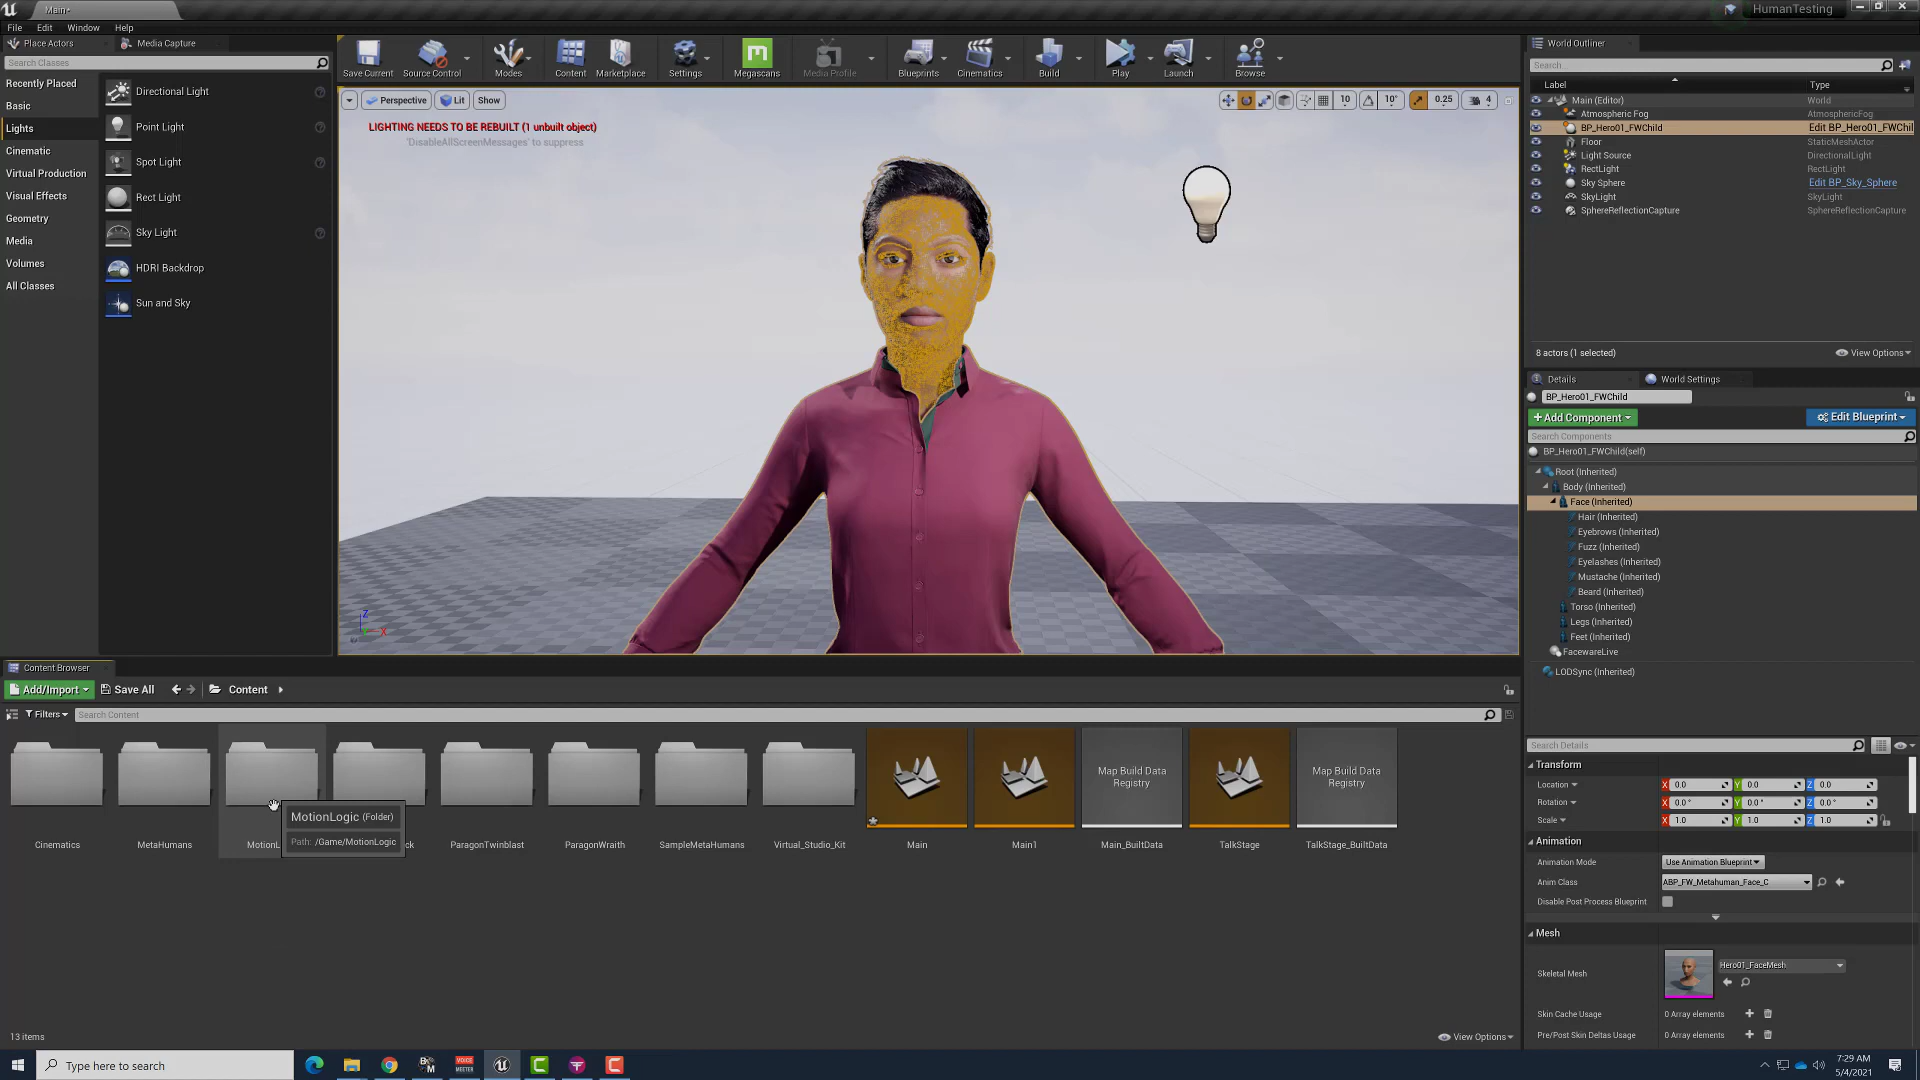 Main*
HumanTesting
File Edit Window Help
Place Actors
Media Capture
Search Classes
Recently Placed
Basic
Lights
Cinematic
Virtual Production
Visual Effects
Geometry
Media
Volumes
All Classes
Directional Light
Point Light
Spot Light
Rect Light
Sky Light
HDRI Backdrop
Sun and Sky
Save Current
Source Control
Modes
Content
Marketplace
Settings
Megascans
Media Profile
Blueprints
Cinematics
Build
Play
Launch
Browse
Perspective
Lit
Show
10
10°
0.25
4
LIGHTING NEEDS TO BE REBUILT (1 unbuilt object)
'DisableAllScreenMessages' to suppress
Z
X
World Outliner
Search...
Label Type
Main (Editor) World
Atmospheric Fog AtmosphericFog
BP_Hero01_FWChild Edit BP_Hero01_FWChil
Floor StaticMeshActor
Light Source DirectionalLight
RectLight RectLight
Sky Sphere Edit BP_Sky_Sphere
SkyLight SkyLight
SphereReflectionCapture SphereReflectionCapture
8 actors (1 selected) View Options
Details
World Settings
BP_Hero01_FWChild
+Add Component
Edit Blueprint
Search Components
BP_Hero01_FWChild(self)
Root (Inherited)
Body (Inherited)
Face (Inherited)
Hair (Inherited)
Eyebrows (Inherited)
Fuzz (Inherited)
Eyelashes (Inherited)
Mustache (Inherited)
Beard (Inherited)
Torso (Inherited)
Legs (Inherited)
Feet (Inherited)
FacewareLive
LODSync (Inherited)
Search Details
Transform
Location X 0.0 Y 0.0 Z 0.0
Rotation X 0.0° Y 0.0° Z 0.0°
Scale X 1.0 Y 1.0 Z 1.0
Animation
Animation Mode Use Animation Blueprint
Anim Class ABP_FW_Metahuman_Face_C
Disable Post Process Blueprint
Mesh
Skeletal Mesh Hero01_FaceMesh
Skin Cache Usage 0 Array elements
Pre/Post Skin Deltas Usage 0 Array elements
Content Browser
Add/Import
Save All
Content
Filters
Search Content
Map Build Data
Registry
Map Build Data
Registry
MotionLogic (Folder)
Path: /Game/MotionLogic
Cinematics
MetaHumans
MotionL
ck
ParagonTwinblast
ParagonWraith
SampleMetaHumans
Virtual_Studio_Kit
Main
Main1
Main_BuiltData
TalkStage
TalkStage_BuiltData
13 items
View Options
Type here to search
VOICE
MEETER
7:29 AM
5/4/2021